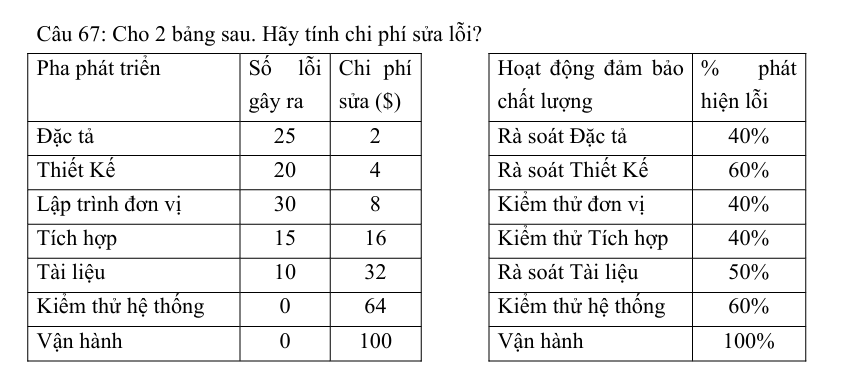 Câu 67: Cho 2 bảng sau. Hãy tính chi phí sửa lỗi?
Pha phát triển Số lỗi gây ra Chi phí sửa ($)
Đặc tả 25 2
Thiết Kế 20 4
Lập trình đơn vị 30 8
Tích hợp 15 16
Tài liệu 10 32
Kiểm thử hệ thống 0 64
Vận hành 0 100
Hoạt động đảm bảo chất lượng % phát hiện lỗi
Rà soát Đặc tả 40%
Rà soát Thiết Kế 60%
Kiểm thử đơn vị 40%
Kiểm thử Tích hợp 40%
Rà soát Tài liệu 50%
Kiểm thử hệ thống 60%
Vận hành 100%